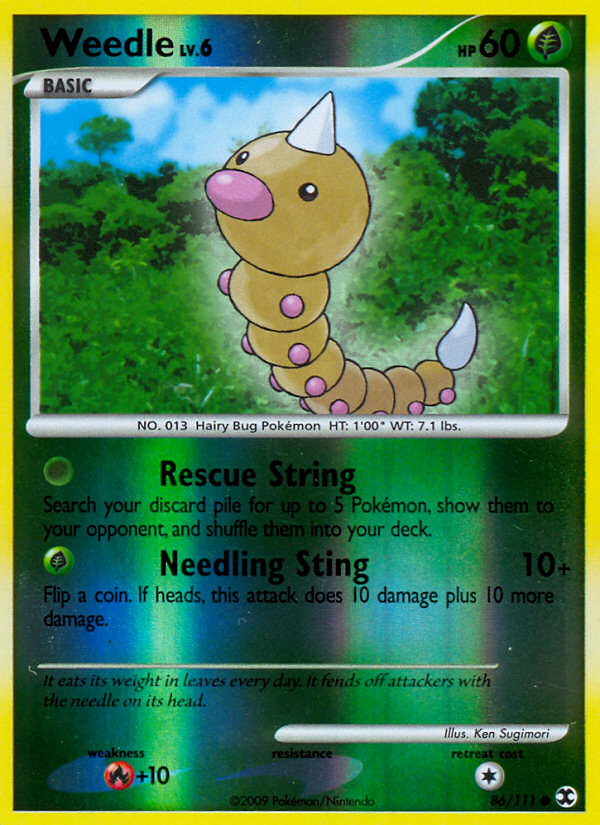 Weedle LV.6 HP 60
BASIC
NO. 013 Hairy Bug Pokémon HT: 1'00" WT: 7.1 lbs.
Rescue String
Search your discard pile for up to 5 Pokémon, show them to
your opponent, and shuffle them into your deck.
Needling Sting 10+
Flip a coin. If heads, this attack does 10 damage plus 10 more
damage.
It eats its weight in leaves every day. It fends off attackers with
the needle on its head.
Illus. Ken Sugimori
weakness resistance retreat cost
+10
©2009 Pokémon/Nintendo 86/111